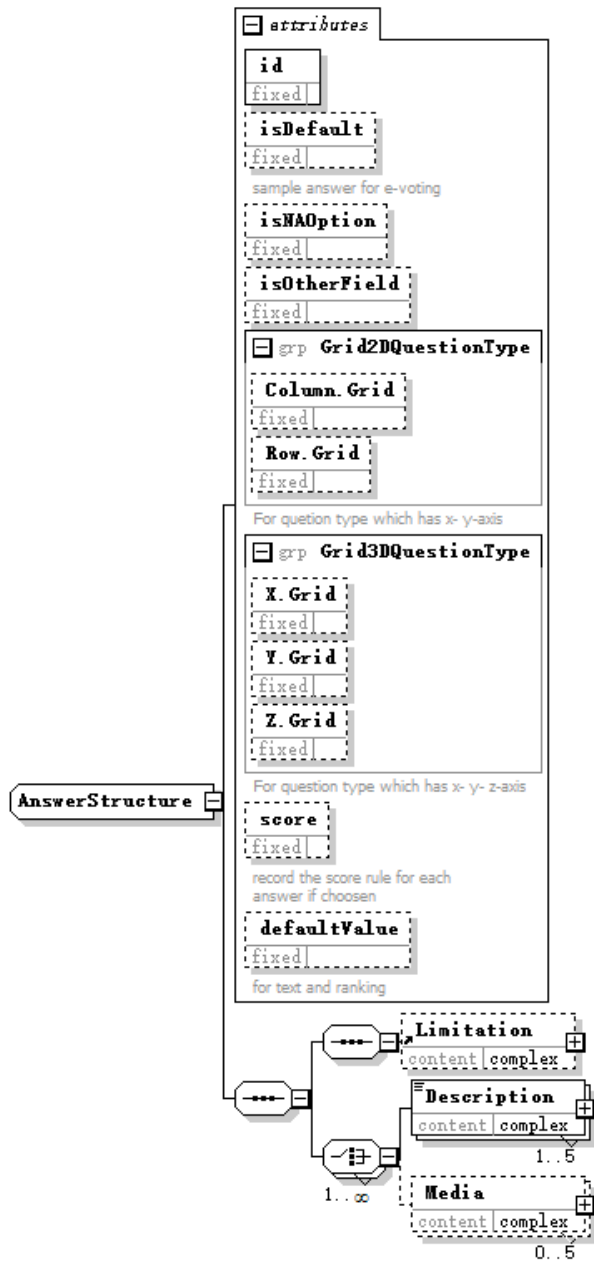 attributes
id
fixed
isDefault
fixed
sample answer for e-voting
isNAOption
fixed
isOtherField
fixed
grp Grid2DQuestionType
Column.Grid
fixed
Row.Grid
fixed
For quetion type which has x- y-axis
grp Grid3DQuestionType
X.Grid
fixed
Y.Grid
fixed
Z.Grid
fixed
For question type which has x- y- z-axis
AnswerStructure
score
fixed
record the score rule for each
answer if choosen
defaultValue
fixed
for text and ranking
Limitation
content complex
Description
content complex
1..5
1..∞
Media
content complex
0..5